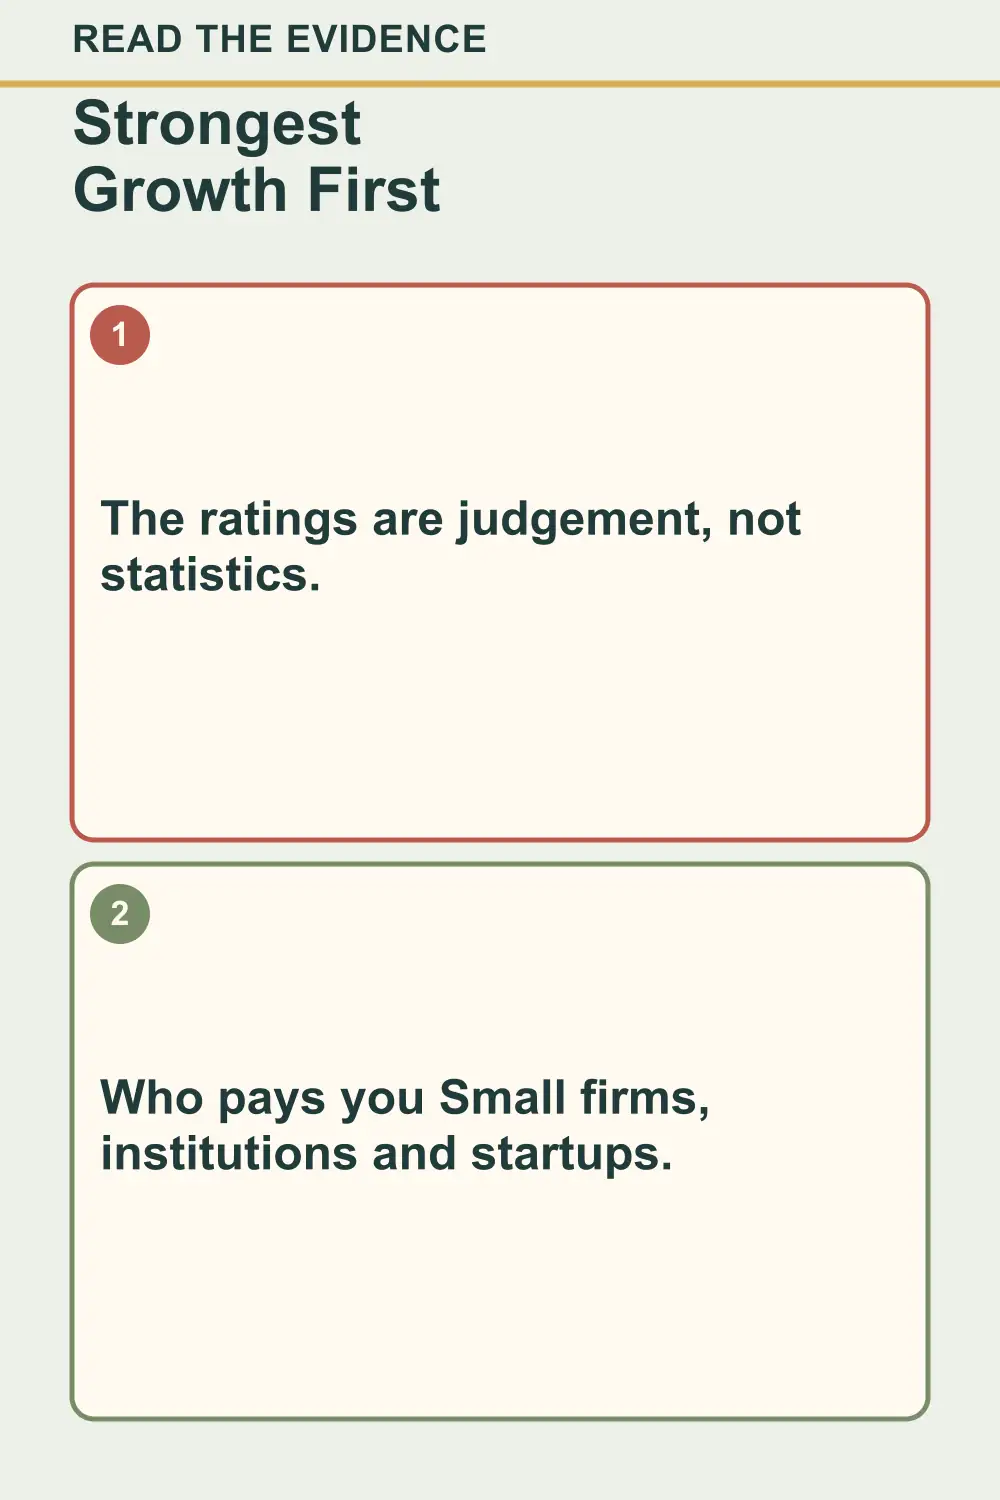 READ THE EVIDENCE
Strongest
Growth First
1
The ratings are judgement, not
statistics.
2
Who pays you Small firms,
institutions and startups.